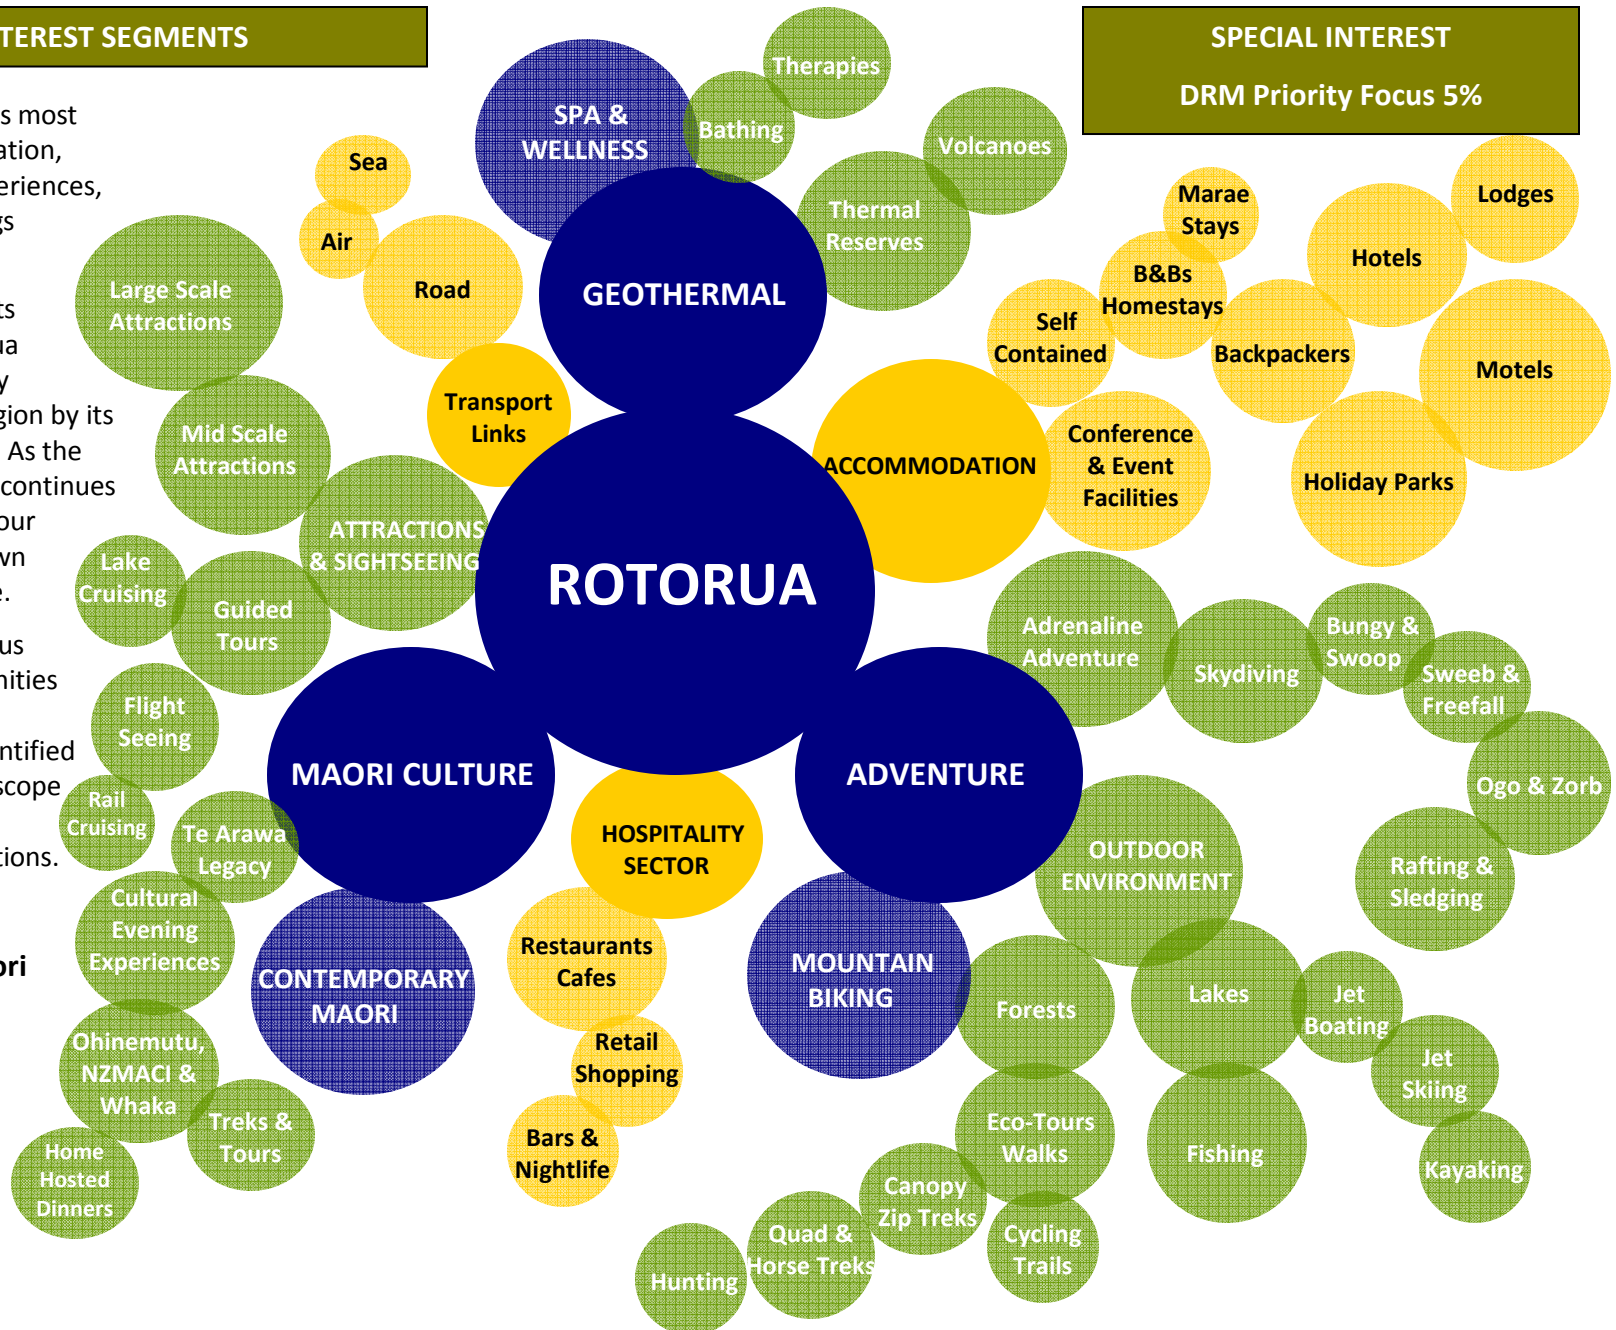 TEREST SEGMENTS
SPECIAL INTEREST
DRM Priority Focus 5%
s most
ation,
eriences,
gs
ts
ua
y
gion by its
As the
continues
our
wn
e.
us
nities
ntified
scope
tions.
ori
SPA &
WELLNESS
Therapies
Bathing
Volcanoes
Thermal
Reserves
GEOTHERMAL
Sea
Air
Road
Transport
Links
Large Scale
Attractions
Mid Scale
Attractions
ATTRACTIONS
& SIGHTSEEING
Lake
Cruising
Guided
Tours
Flight
Seeing
Rail
Cruising
ROTORUA
ACCOMMODATION
Self
Contained
B&Bs
Homestays
Marae
Stays
Backpackers
Hotels
Lodges
Motels
Holiday Parks
Conference
& Event
Facilities
MAORI CULTURE
Te Arawa
Legacy
Cultural
Evening
Experiences
Ohinemutu,
NZMACI &
Whaka
Treks &
Tours
Home
Hosted
Dinners
CONTEMPORARY
MAORI
HOSPITALITY
SECTOR
Restaurants
Cafes
Retail
Shopping
Bars &
Nightlife
ADVENTURE
Adrenaline
Adventure
Skydiving
Bungy &
Swoop
Sweeb &
Freefall
Ogo & Zorb
Rafting &
Sledging
OUTDOOR
ENVIRONMENT
MOUNTAIN
BIKING
Forests
Lakes
Jet
Boating
Jet
Skiing
Kayaking
Fishing
Eco-Tours
Walks
Canopy
Zip Treks
Cycling
Trails
Quad &
Horse Treks
Hunting